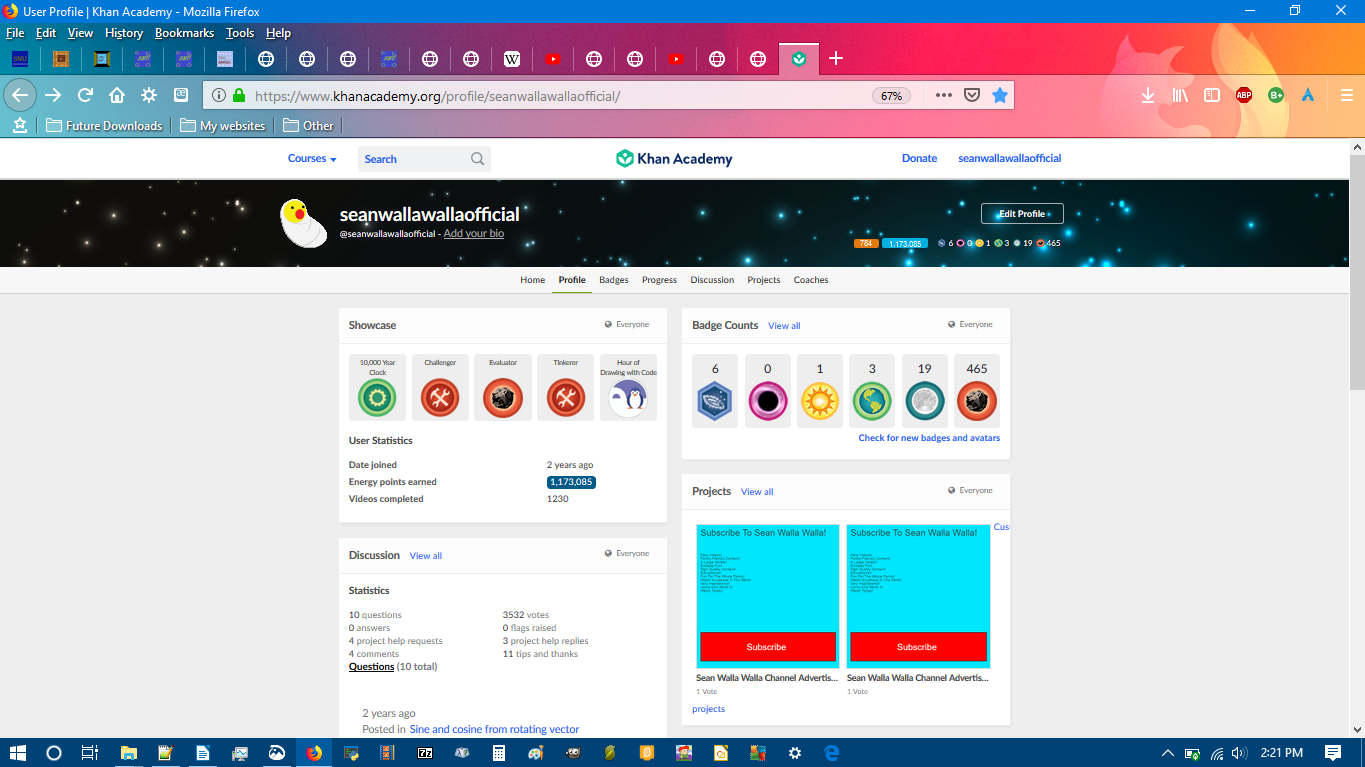 User Profile | Khan Academy - Mozilla Firefox
File Edit View History Bookmarks Tools Help
https://www.khanacademy.org/profile/seanwallawallaofficial/ 67%
Future Downloads My websites Other
Courses Search Khan Academy Donate seanwallawallaofficial
seanwallawallaofficial
Edit Profile
@seanwallawallaofficial - Add your bio
784 1,173,085 6 0 1 3 19 465
Home Profile Badges Progress Discussion Projects Coaches
Showcase Everyone
10,000 Year Clock
Challenger
Evaluator
Tinkerer
Hour of Drawing with Code
User Statistics
Date joined 2 years ago
Energy points earned 1,173,085
Videos completed 1230
Badge Counts View all Everyone
6 0 1 3 19 465
Check for new badges and avatars
Discussion View all Everyone
Statistics
10 questions 3532 votes
0 answers 0 flags raised
4 project help requests 3 project help replies
4 comments 11 tips and thanks
Questions (10 total)
2 years ago
Posted in Sine and cosine from rotating vector
Projects View all Everyone
Subscribe To Sean Walla Walla! Subscribe To Sean Walla Walla!
Subscribe Subscribe
Sean Walla Walla Channel Advertis... Sean Walla Walla Channel Advertis...
1 Vote 1 Vote
Cus
projects
2:21 PM